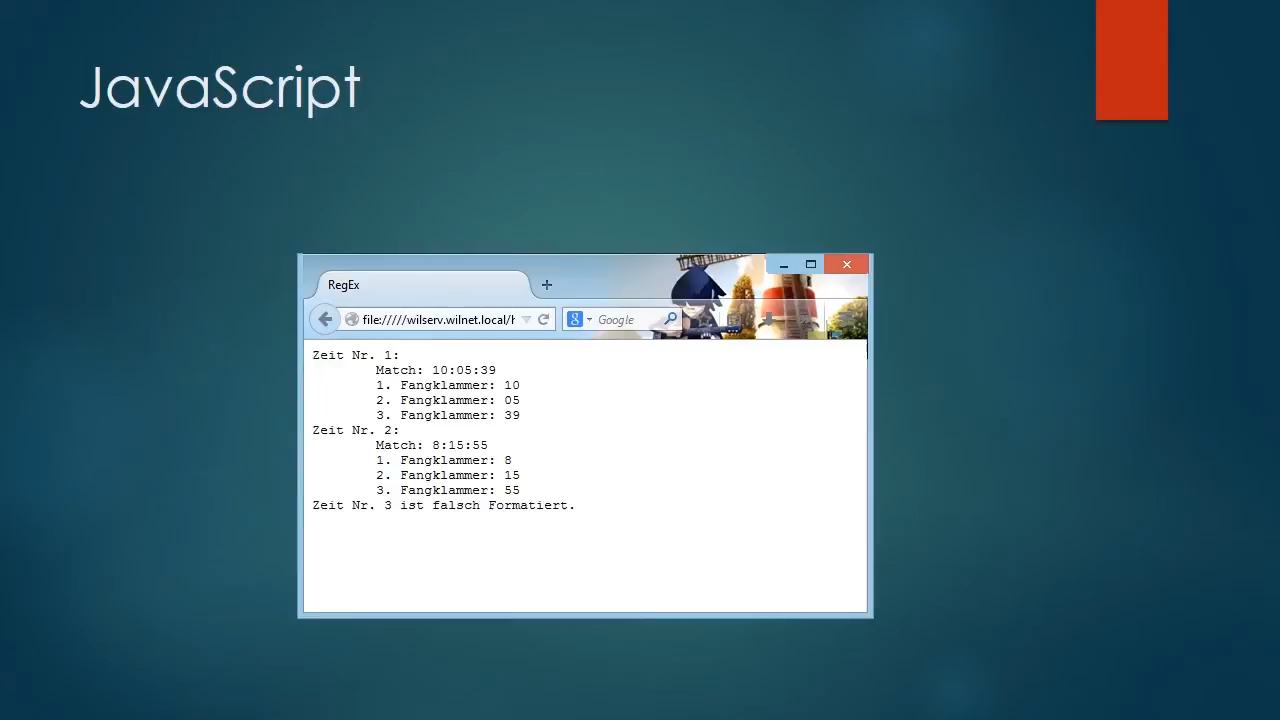 JavaScript
RegEx
file://///wilserv.wilnet.local/h
Google
Zeit Nr. 1:
Match: 10:05:39
1. Fangklammer: 10
2. Fangklammer: 05
3. Fangklammer: 39
Zeit Nr. 2:
Match: 8:15:55
1. Fangklammer: 8
2. Fangklammer: 15
3. Fangklammer: 55
Zeit Nr. 3 ist falsch Formatiert.